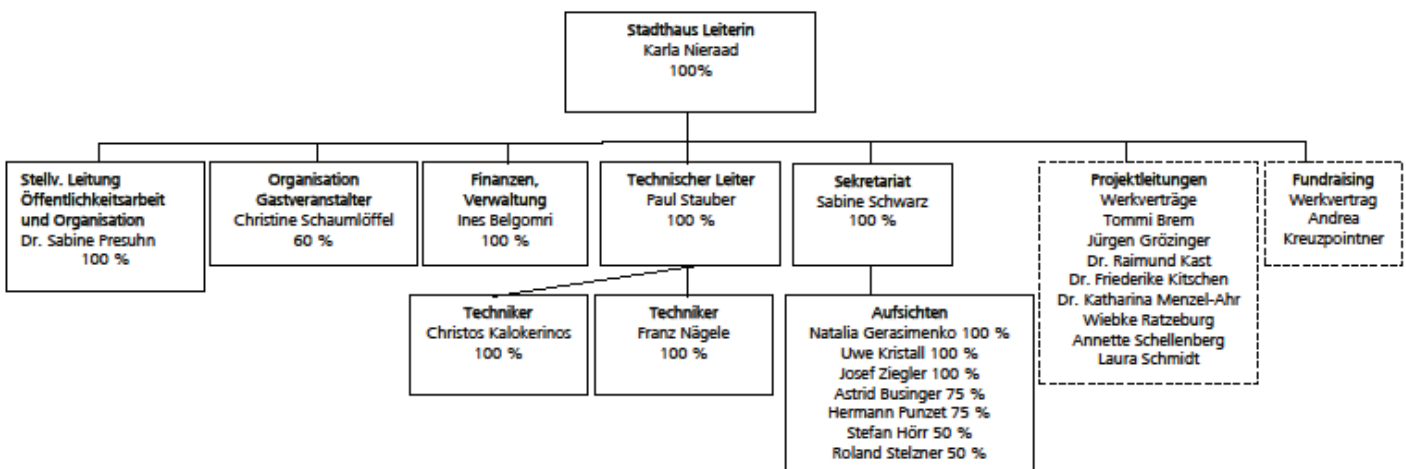 Stadthaus Leiterin
Karla Nieraad
100%
Stellv. Leitung
Öffentlichkeitsarbeit
und Organisation
Dr. Sabine Presuhn
100 %
Organisation
Gastveranstalter
Christine Schaumlöffel
60 %
Finanzen,
Verwaltung
Ines Belgomri
100 %
Technischer Leiter
Paul Stauber
100 %
Sekretariat
Sabine Schwarz
100 %
Projektleitungen
Werkverträge
Tommi Brem
Jürgen Grözinger
Dr. Raimund Kast
Dr. Friederike Kitschen
Dr. Katharina Menzel-Ahr
Wiebke Ratzeburg
Annette Schellenberg
Laura Schmidt
Fundraising
Werkvertrag
Andrea
Kreuzpointner
Techniker
Christos Kalokerinos
100 %
Techniker
Franz Nägele
100 %
Aufsichten
Natalia Gerasimenko 100 %
Uwe Kristall 100 %
Josef Ziegler 100 %
Astrid Businger 75 %
Hermann Punzet 75 %
Stefan Hörr 50 %
Roland Stelzner 50 %